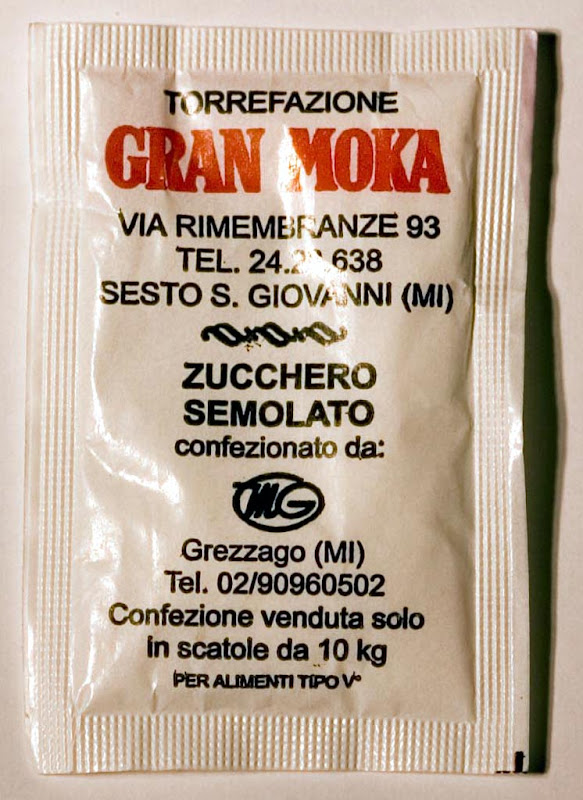 TORREFAZIONE
GRAN MOKA
VIA RIMEMBRANZE 93
TEL. 638
SESTO S. GIOVANNI (MI)
ZUCCHERO
SEMOLATO
confezionato da:
MG
Grezzago (MI)
Tel. 02/90960502
Confezione venduta solo
in scatole da 10 kg
PER ALIMENTI TIPO V°